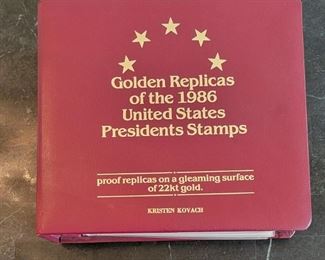 Golden Replicas
of the 1986
United States
Presidents Stamps
proof replicas on a gleaming surface
of 22kt gold.
KRISTEN KOVACH